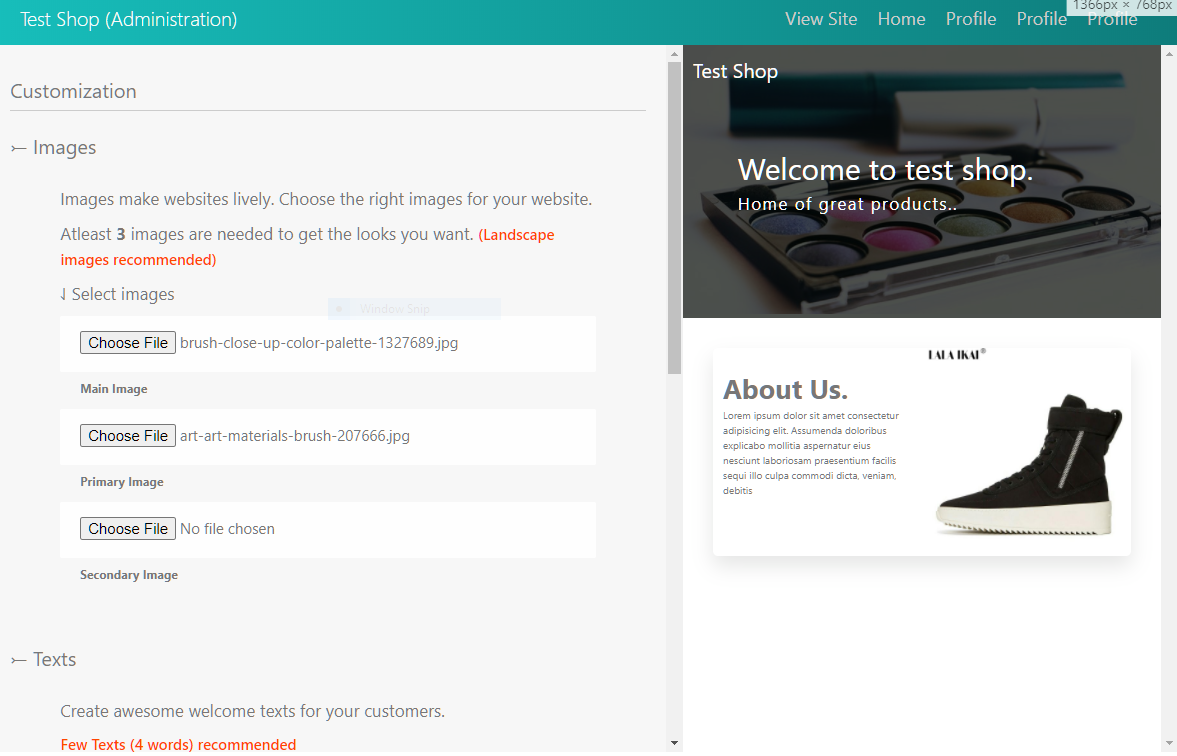 Test Shop (Administration)
View Site Home Profile Profile Profile
1366px × 768px
Customization
Images
Images make websites lively. Choose the right images for your website.
Atleast 3 images are needed to get the looks you want. (Landscape
images recommended)
Select images
Window Snip
Choose File brush-close-up-color-palette-1327689.jpg
Main Image
Choose File art-art-materials-brush-207666.jpg
Primary Image
Choose File No file chosen
Secondary Image
Texts
Create awesome welcome texts for your customers.
Few Texts (4 words) recommended
Test Shop
Welcome to test shop.
Home of great products..
LALA IKAI®
About Us.
Lorem ipsum dolor sit amet consectetur
adipisicing elit. Assumenda doloribus
explicabo mollitia aspernatur eius
nesciunt laboriosam praesentium facilis
sequi illo culpa commodi dicta, veniam,
debitis